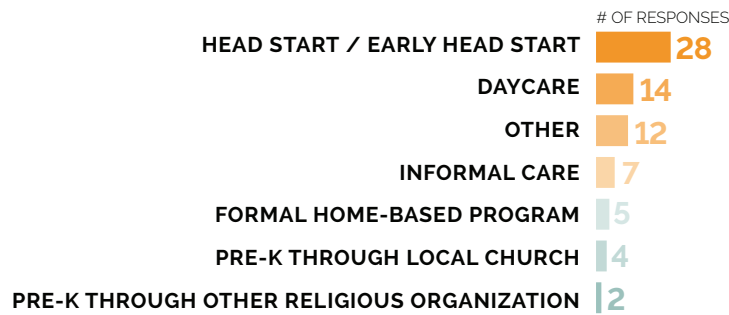 # OF RESPONSES
HEAD START / EARLY HEAD START 28
DAYCARE 14
OTHER 12
INFORMAL CARE 7
FORMAL HOME-BASED PROGRAM 5
PRE-K THROUGH LOCAL CHURCH 4
PRE-K THROUGH OTHER RELIGIOUS ORGANIZATION 2